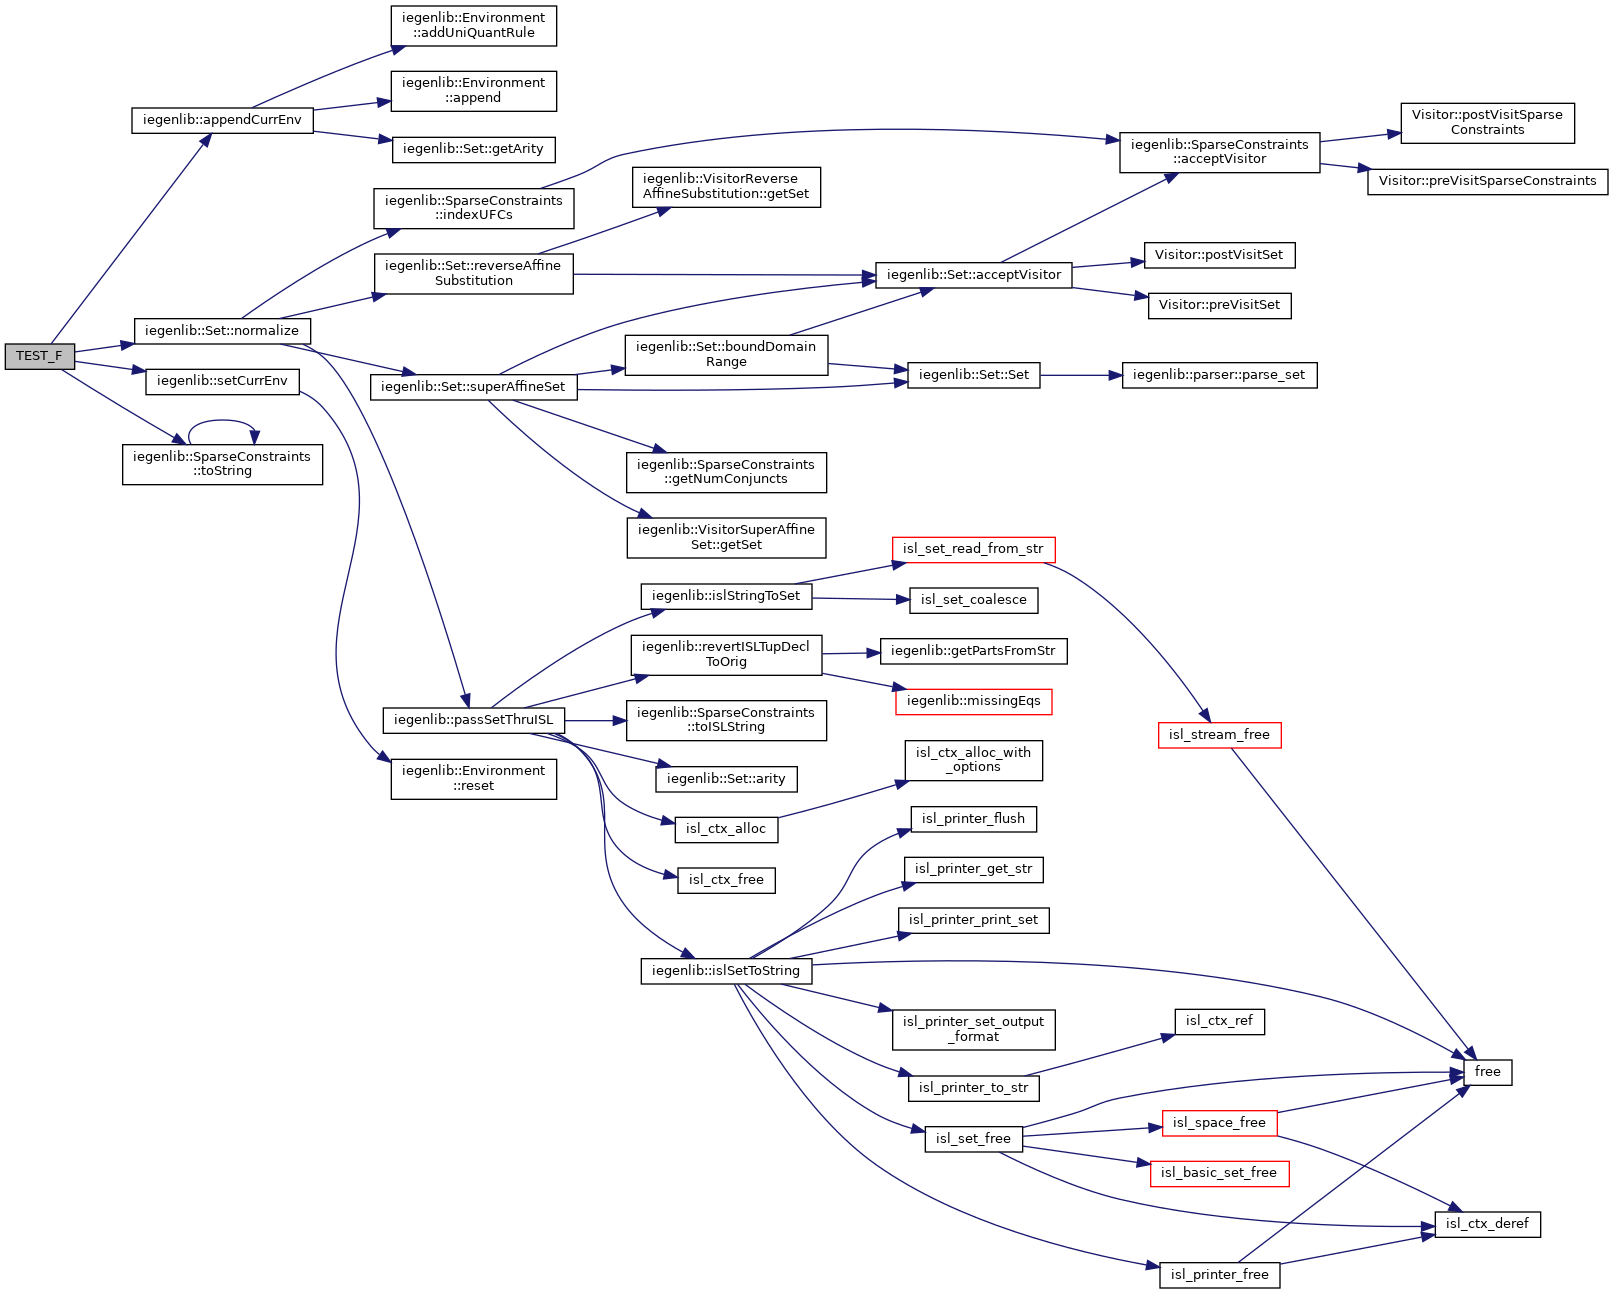 TEST_F
iegenlib::appendCurrEnv
iegenlib::Environment
::addUniQuantRule
iegenlib::Environment
::append
iegenlib::Set::getArity
iegenlib::Set::normalize
iegenlib::SparseConstraints
::indexUFCs
iegenlib::SparseConstraints
::acceptVisitor
Visitor::postVisitSparse
Constraints
Visitor::preVisitSparseConstraints
iegenlib::Set::reverseAffine
Substitution
iegenlib::VisitorReverse
AffineSubstitution::getSet
iegenlib::Set::acceptVisitor
Visitor::postVisitSet
Visitor::preVisitSet
iegenlib::Set::superAffineSet
iegenlib::Set::boundDomain
Range
iegenlib::Set::Set
iegenlib::parser::parse_set
iegenlib::SparseConstraints
::getNumConjuncts
iegenlib::VisitorSuperAffine
Set::getSet
iegenlib::setCurrEnv
iegenlib::SparseConstraints
::toString
iegenlib::passSetThruISL
iegenlib::islStringToSet
isl_set_read_from_str
isl_set_coalesce
iegenlib::revertISLTupDecl
ToOrig
iegenlib::getPartsFromStr
iegenlib::missingEqs
iegenlib::SparseConstraints
::toISLString
iegenlib::Set::arity
isl_ctx_alloc
isl_ctx_alloc_with
_options
isl_ctx_free
iegenlib::Environment
::reset
isl_stream_free
iegenlib::islSetToString
isl_printer_flush
isl_printer_get_str
isl_printer_print_set
isl_printer_set_output
_format
isl_printer_to_str
isl_ctx_ref
isl_set_free
isl_space_free
isl_basic_set_free
free
isl_ctx_deref
isl_printer_free